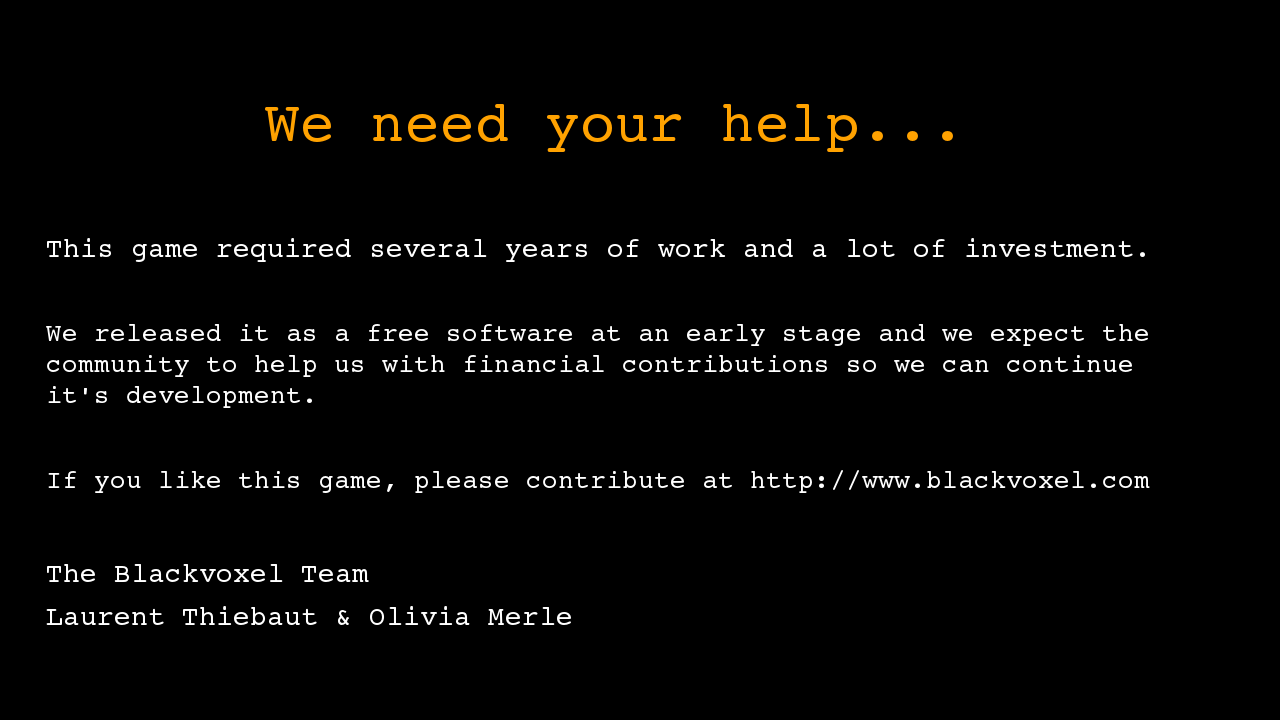 We need your help...
This game required several years of work and a lot of investment.
We released it as a free software at an early stage and we expect the
community to help us with financial contributions so we can continue
it's development.
If you like this game, please contribute at http://www.blackvoxel.com
The Blackvoxel Team
Laurent Thiebaut & Olivia Merle